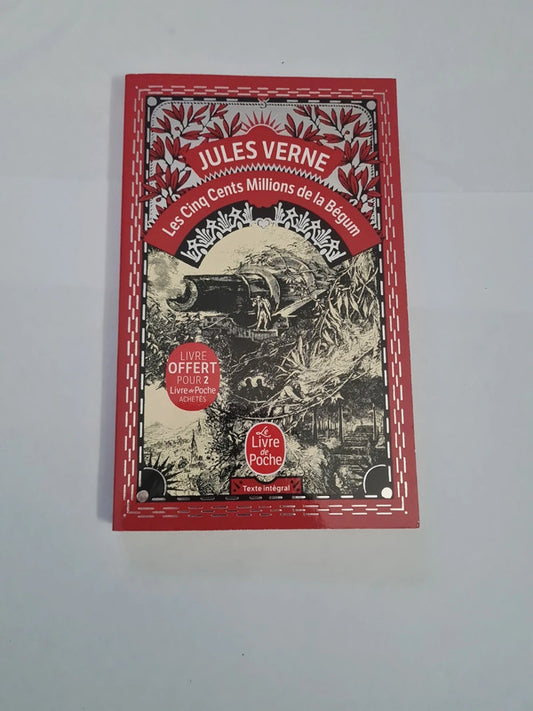 JULES VERNE
Les Cinq Cents Millions de la Bégum
LIVRE
OFFERT
POUR 2
Livre de Poche
ACHETÉS
Le
Livre
de
Poche
Texte intégral